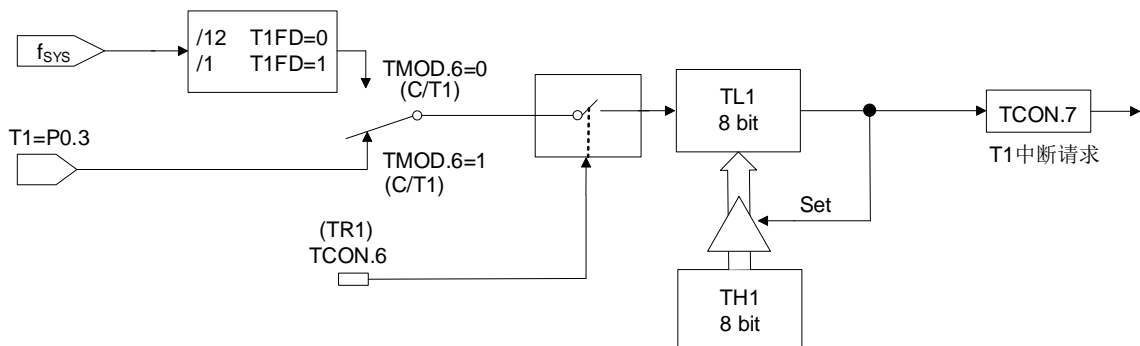 fSYS
/12 T1FD=0
/1 T1FD=1
TMOD.6=0
(C/T1)
T1=P0.3
TMOD.6=1
(C/T1)
(TR1)
TCON.6
TL1
8 bit
TCON.7
T1中断请求
Set
TH1
8 bit